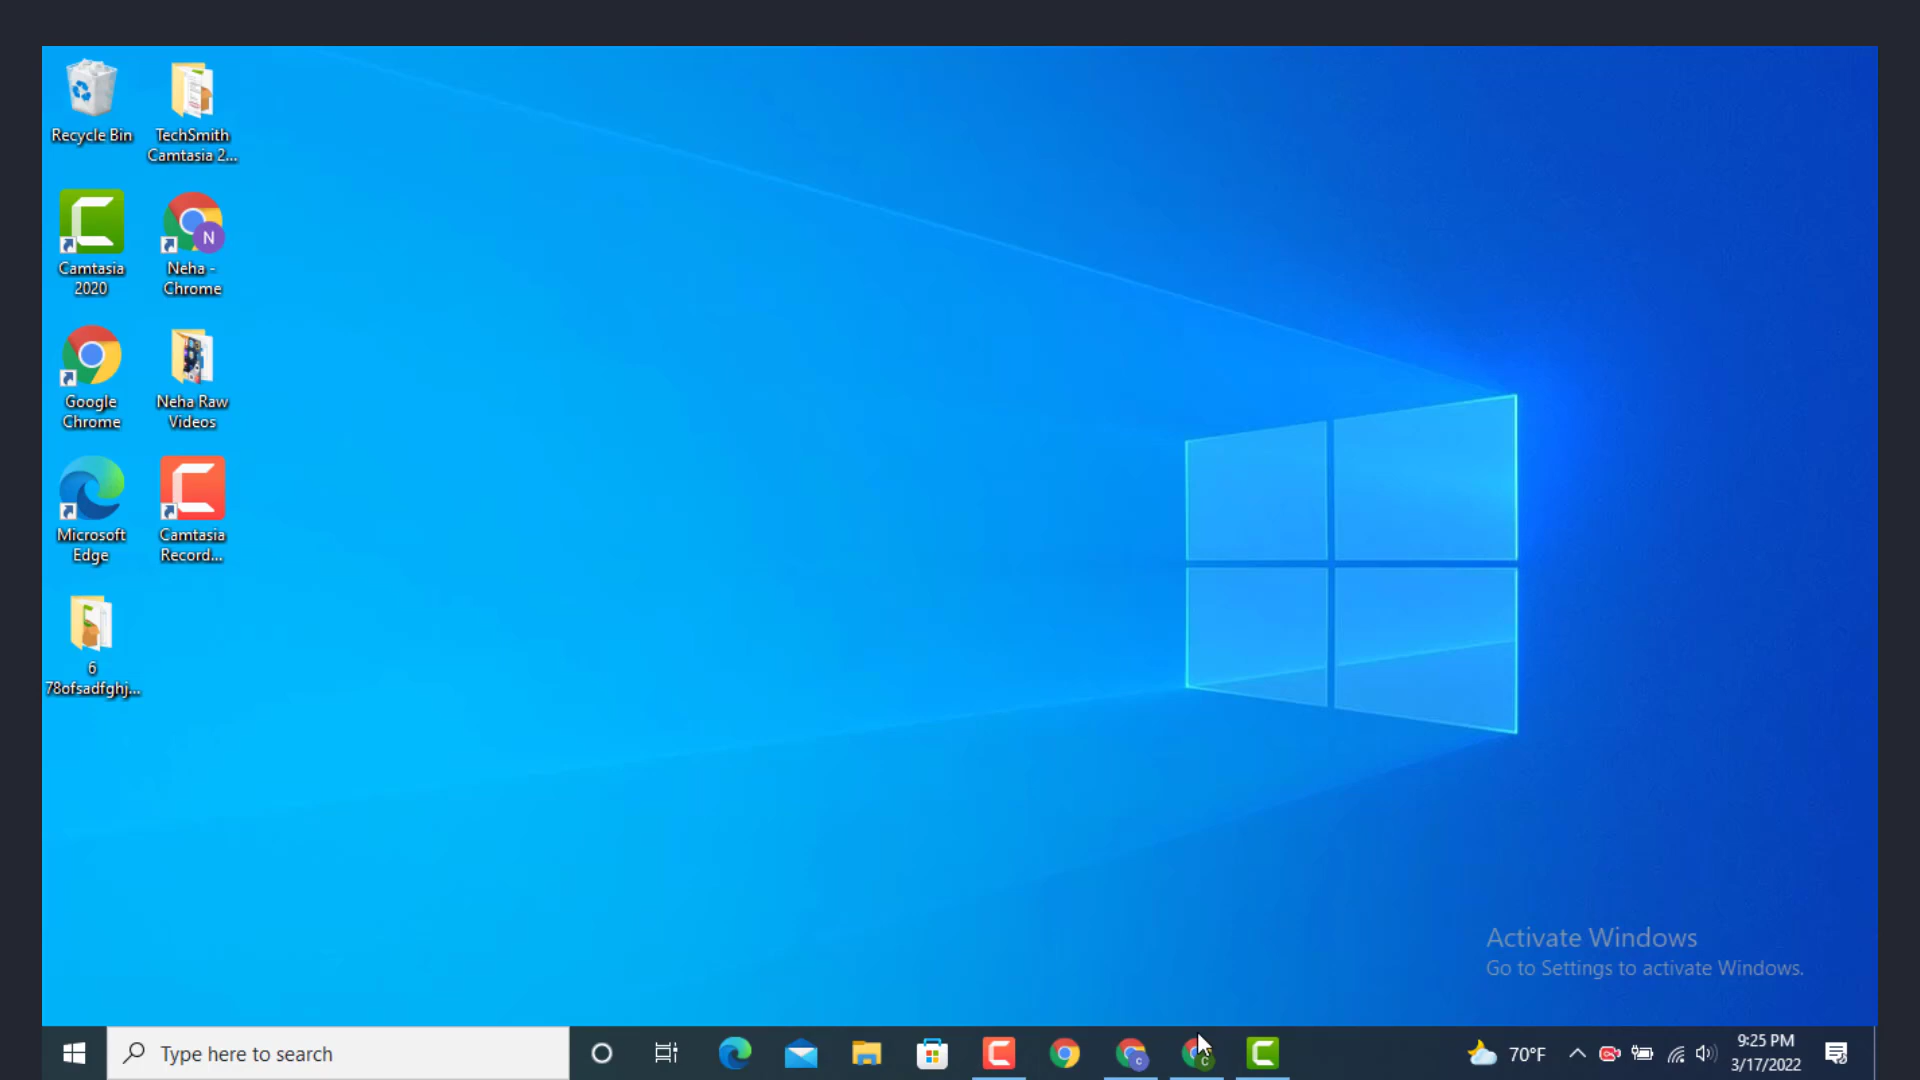 Recycle Bin
TechSmith
Camtasia 2...
Camtasia
2020
N
Neha -
Chrome
Google
Chrome
Neha Raw
Videos
Microsoft
Edge
Camtasia
Record...
6
78ofsadfghj...
Activate Windows
Go to Settings to activate Windows.
Type here to search
C
C
70°F
9:25 PM
3/17/2022